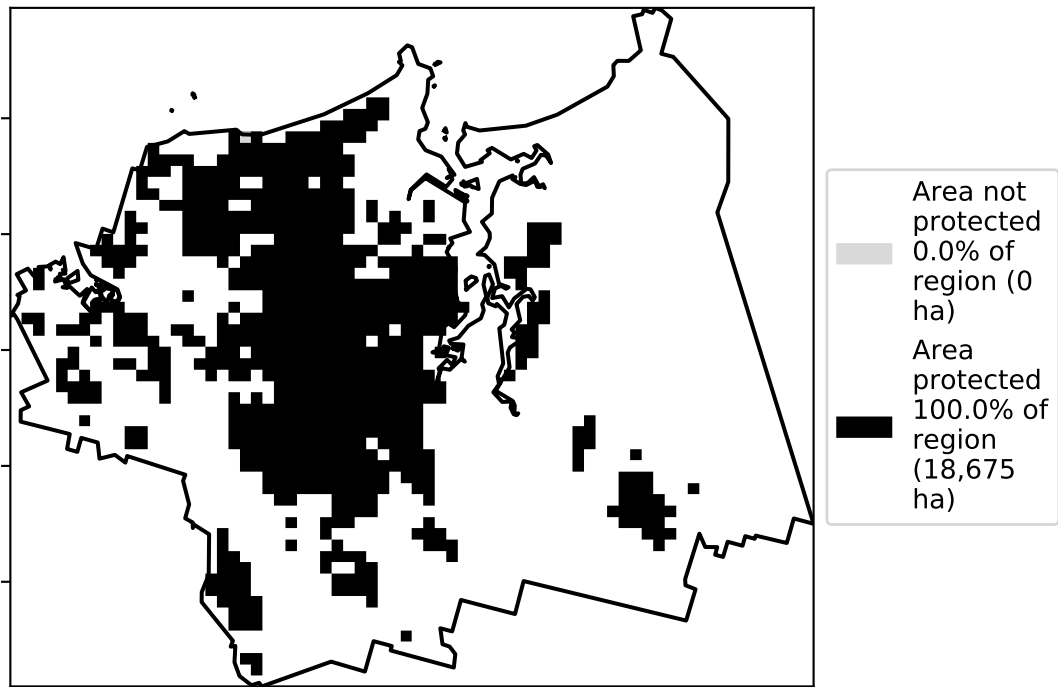 Area not
protected
0.0% of
region (0
ha)
Area
protected
100.0% of
region
(18,675
ha)